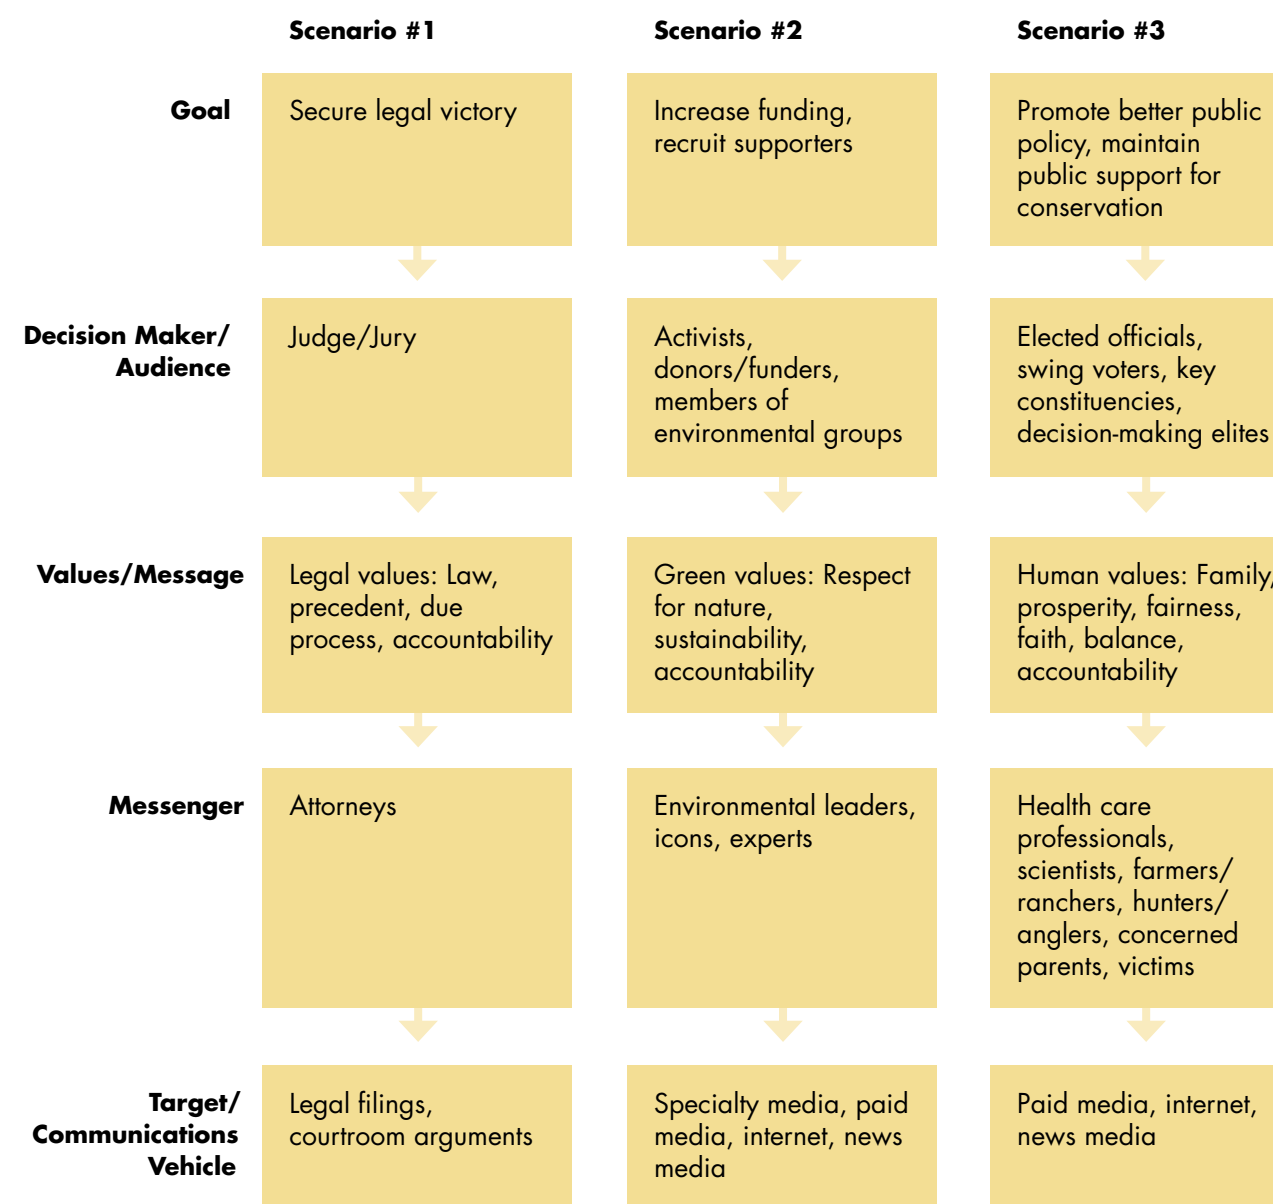 Scenario #1
Scenario #2
Scenario #3
Goal
Secure legal victory
Increase funding,
recruit supporters
Promote better public
policy, maintain
public support for
conservation
Decision Maker/
Audience
Judge/Jury
Activists,
donors/funders,
members of
environmental groups
Elected officials,
swing voters, key
constituencies,
decision-making elites
Values/Message
Legal values: Law,
precedent, due
process, accountability
Green values: Respect
for nature,
sustainability,
accountability
Human values: Family,
prosperity, fairness,
faith, balance,
accountability
Messenger
Attorneys
Environmental leaders,
icons, experts
Health care
professionals,
scientists, farmers/
ranchers, hunters/
anglers, concerned
parents, victims
Target/
Communications
Vehicle
Legal filings,
courtroom arguments
Specialty media, paid
media, internet, news
media
Paid media, internet,
news media